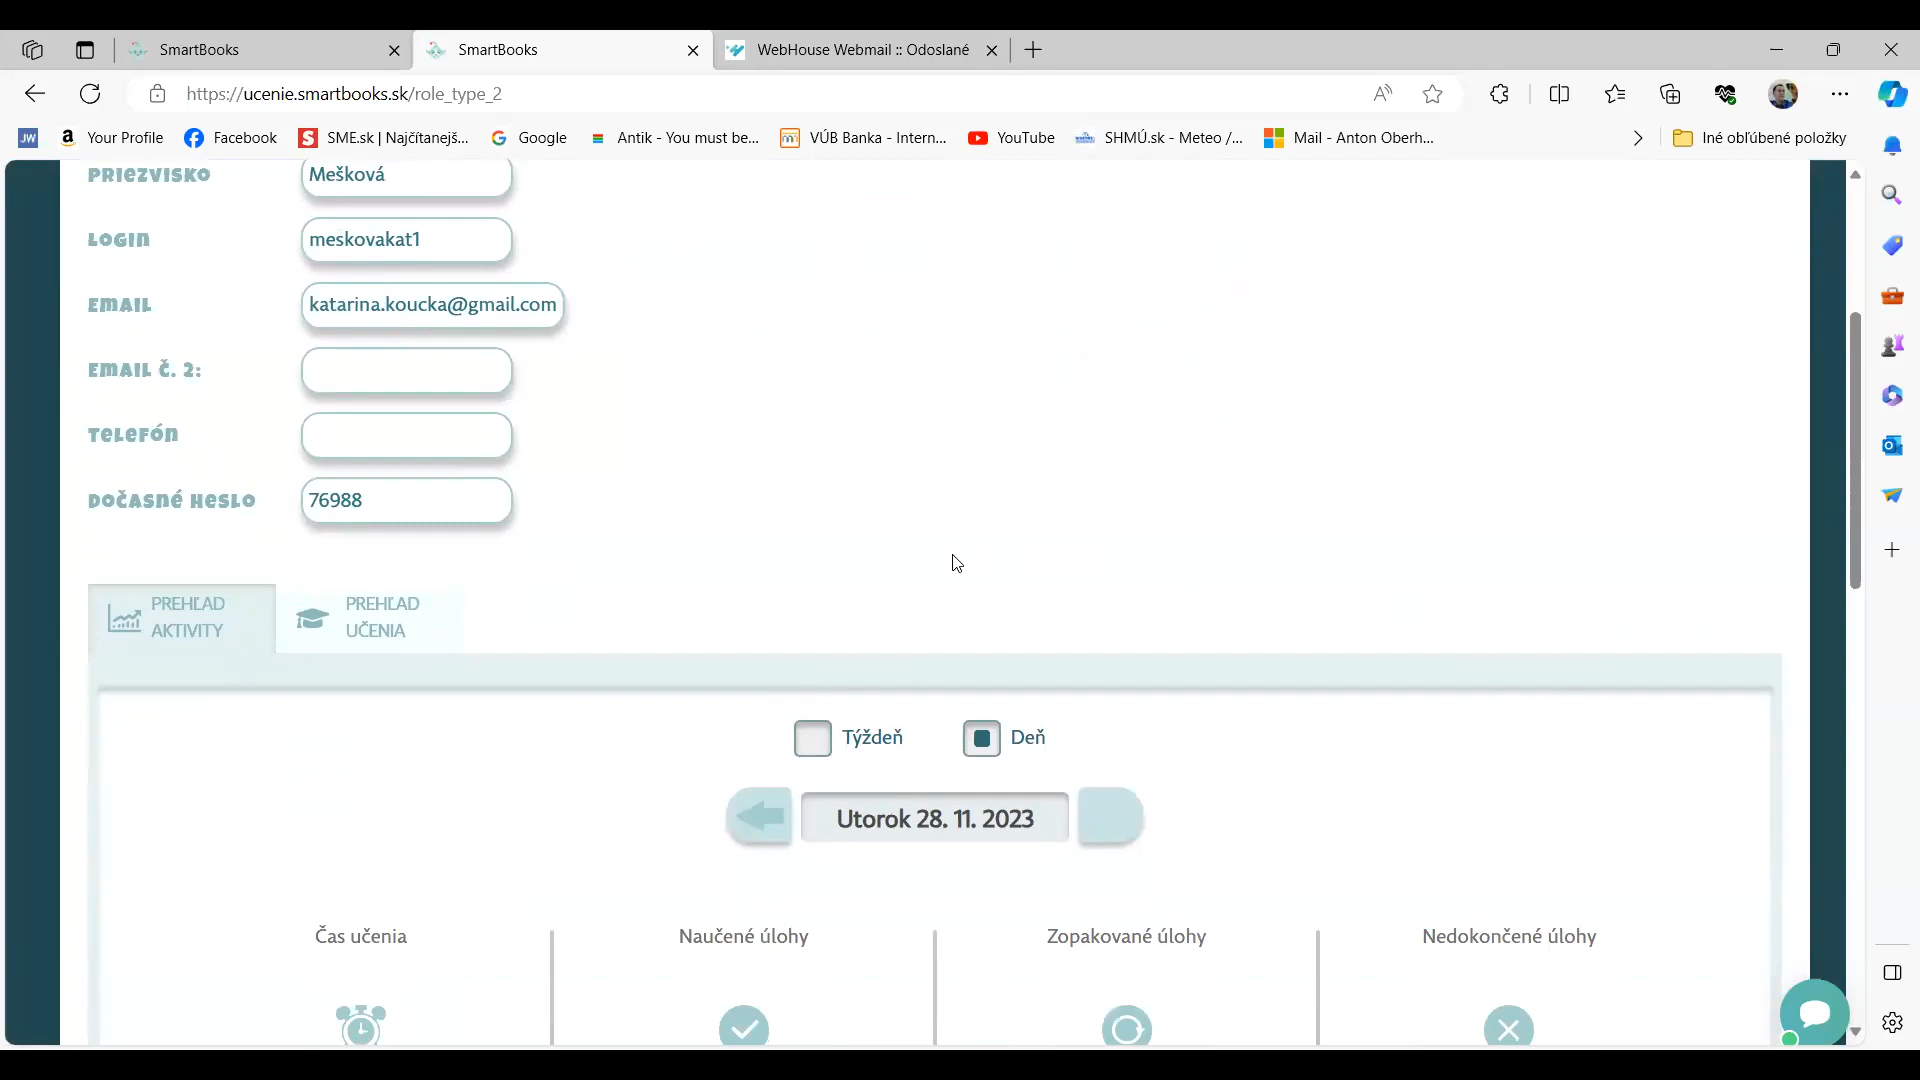 SmartBooks
SmartBooks
WebHouse Webmail :: Odoslané
https://ucenie.smartbooks.sk/role_type_2
JW
Your Profile
Facebook
SME.sk | Najčítanejš...
Google
Antik - You must be...
VÚB Banka - Intern...
YouTube
SHMÚ.sk - Meteo /...
Mail - Anton Oberh...
Iné obľúbené položky
Priezvisko
Mešková
Login
meskovakat1
Email
katarina.koucka@gmail.com
Email č. 2:
Telefón
Dočasné heslo
76988
PREHĽAD
AKTIVITY
PREHĽAD
UČENIA
Týždeň
Deň
Utorok 28. 11. 2023
Čas učenia
Naučené úlohy
Zopakované úlohy
Nedokončené úlohy